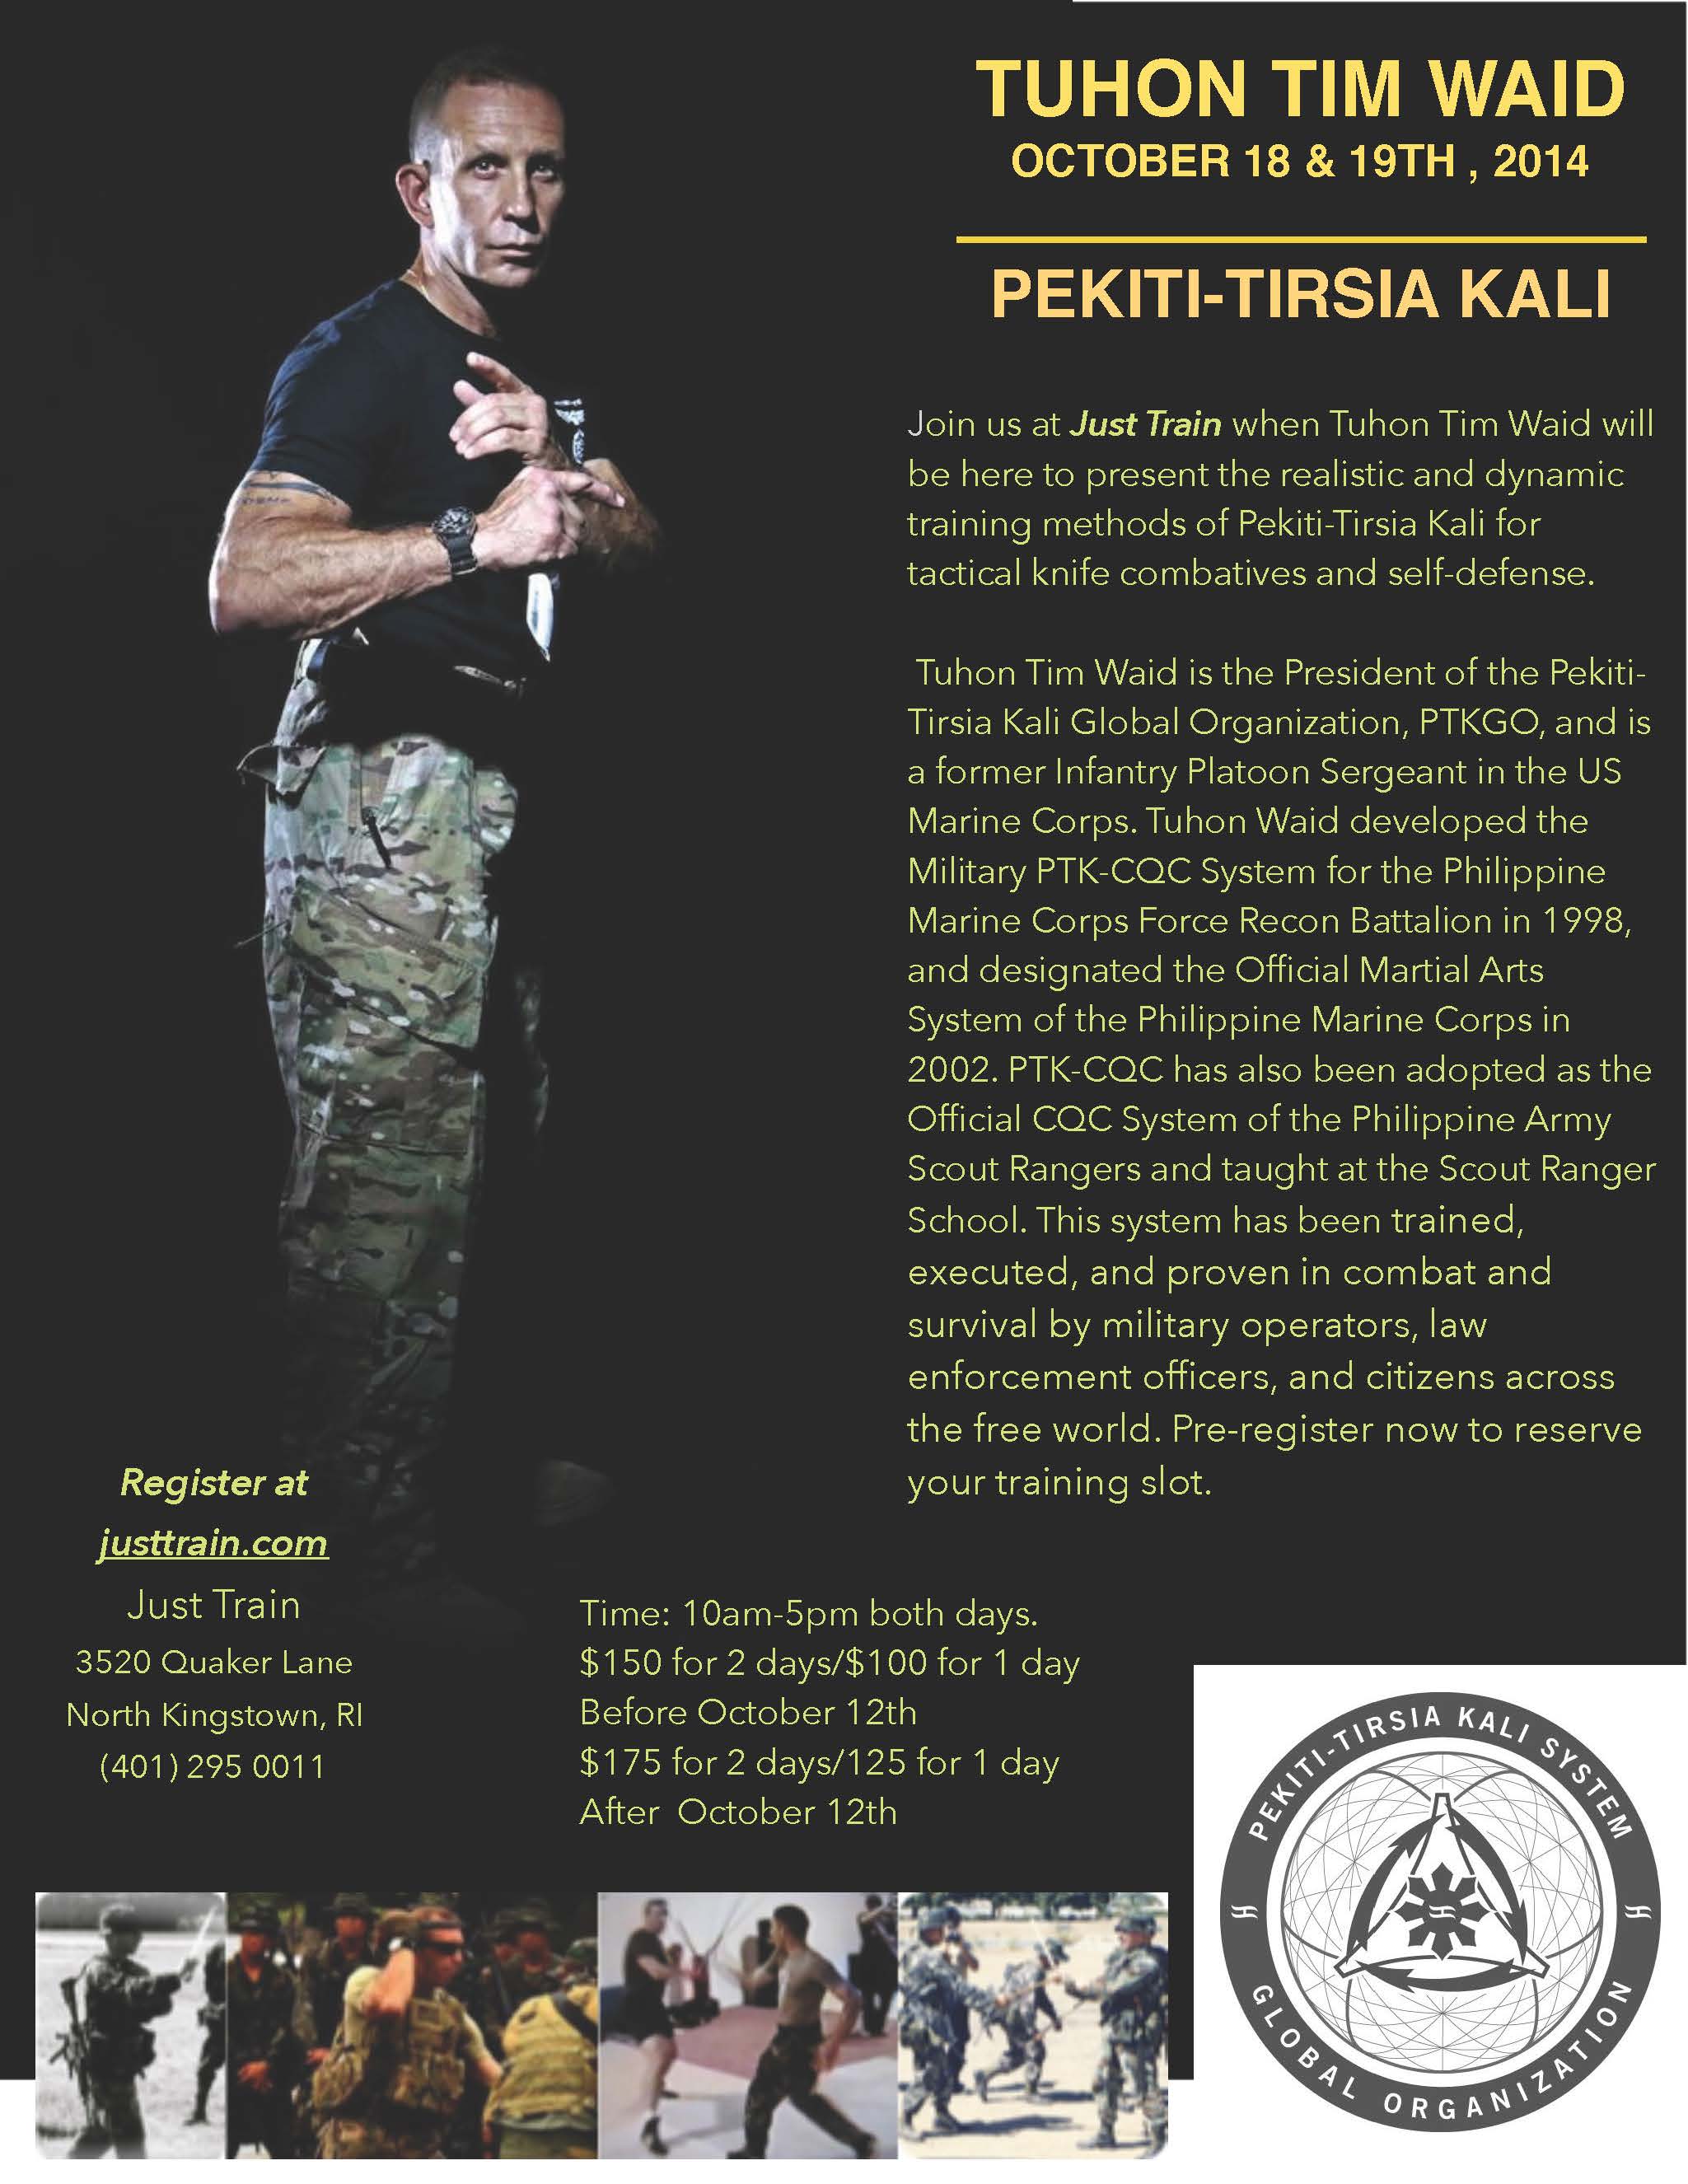 TUHON TIM WAID
OCTOBER 18 & 19TH , 2014
PEKITI-TIRSIA KALI
Join us at Just Train when Tuhon Tim Waid will
be here to present the realistic and dynamic
training methods of Pekiti-Tirsia Kali for
tactical knife combatives and self-defense.
Tuhon Tim Waid is the President of the Pekiti-
Tirsia Kali Global Organization, PTKGO, and is
a former Infantry Platoon Sergeant in the US
Marine Corps. Tuhon Waid developed the
Military PTK-CQC System for the Philippine
Marine Corps Force Recon Battalion in 1998,
and designated the Official Martial Arts
System of the Philippine Marine Corps in
2002. PTK-CQC has also been adopted as the
Official CQC System of the Philippine Army
Scout Rangers and taught at the Scout Ranger
School. This system has been trained,
executed, and proven in combat and
survival by military operators, law
enforcement officers, and citizens across
the free world. Pre-register now to reserve
your training slot.
Register at
justtrain.com
Just Train
3520 Quaker Lane
North Kingstown, RI
(401) 295 0011
Time: 10am-5pm both days.
$150 for 2 days/$100 for 1 day
Before October 12th
$175 for 2 days/125 for 1 day
After  October 12th
PEKITI-TIRSIA KALI SYSTEM
GLOBAL ORGANIZATION